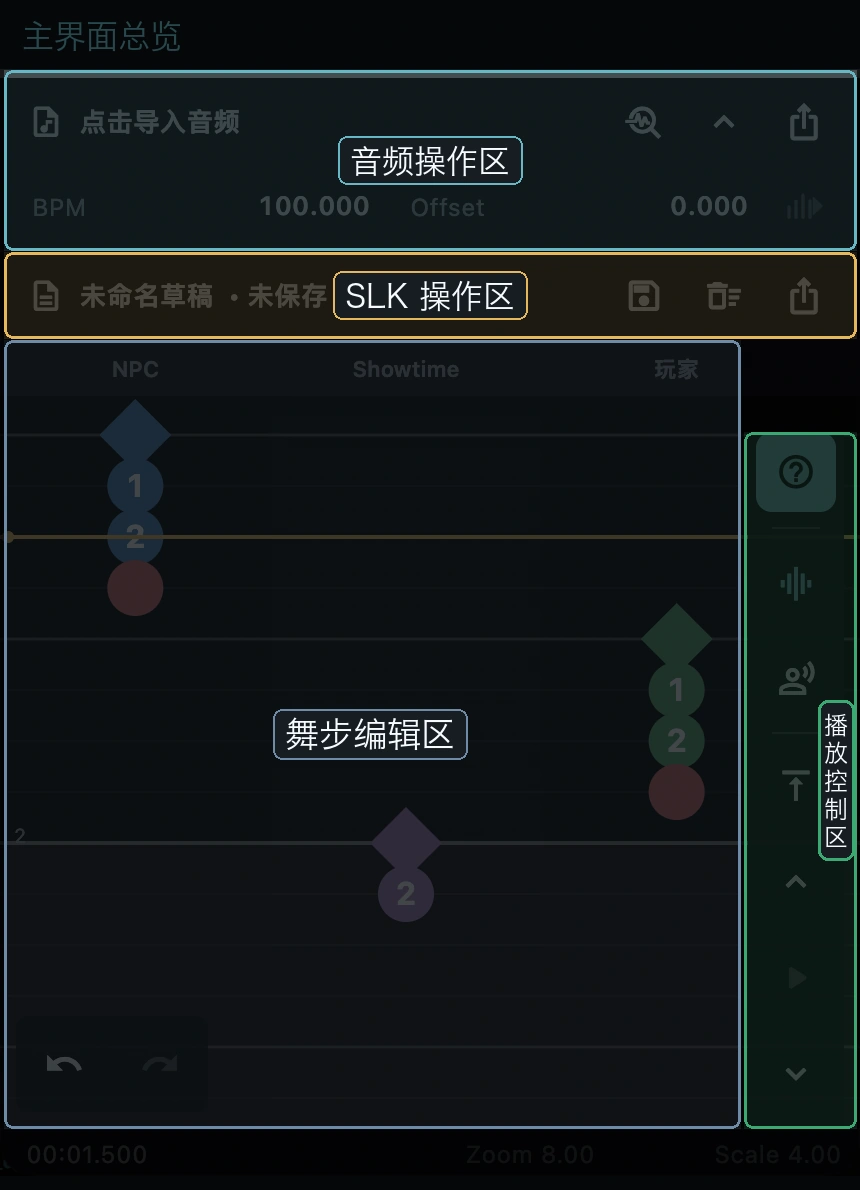 主界面总览
点击导入音频
音频操作区
BPM 100.000 Offset 0.000
未命名草稿 · 未保存 SLK 操作区
NPC Showtime 玩家
1
2
1
舞步编辑区
2
播放控制区
2
2
00:01.500 Zoom 8.00 Scale 4.00